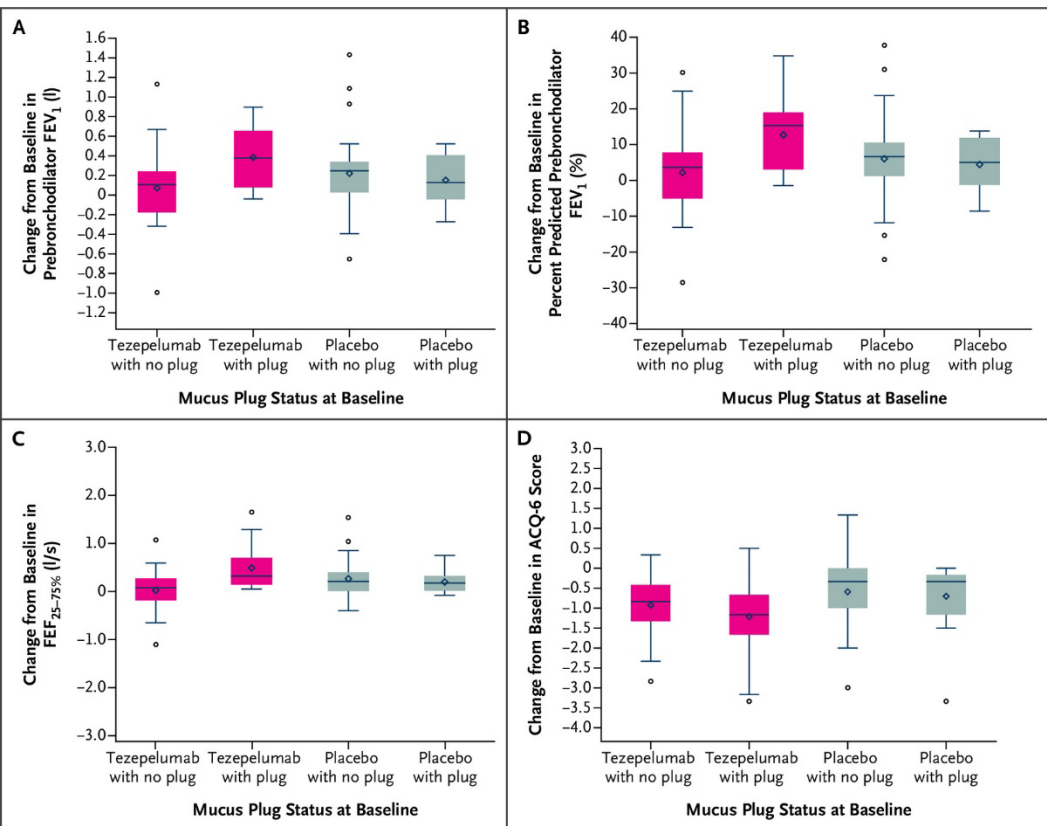 A
Change from Baseline in
Prebronchodilator FEV1 (l)
1.6
1.4
1.2
1.0
0.8
0.6
0.4
0.2
0
−0.2
−0.4
−0.6
−0.8
−1.0
−1.2
Tezepelumab
with no plug
Tezepelumab
with plug
Placebo
with no plug
Placebo
with plug
Mucus Plug Status at Baseline
B
Change from Baseline in
Percent Predicted Prebronchodilator
FEV1 (%)
40
30
20
10
0
−10
−20
−30
−40
Tezepelumab
with no plug
Tezepelumab
with plug
Placebo
with no plug
Placebo
with plug
Mucus Plug Status at Baseline
C
Change from Baseline in
FEF25–75% (l/s)
3.0
2.0
1.0
0
−1.0
−2.0
−3.0
Tezepelumab
with no plug
Tezepelumab
with plug
Placebo
with no plug
Placebo
with plug
Mucus Plug Status at Baseline
D
Change from Baseline in ACQ-6 Score
3.0
2.5
2.0
1.5
1.0
0.5
0
−0.5
−1.0
−1.5
−2.0
−2.5
−3.0
−3.5
−4.0
Tezepelumab
with no plug
Tezepelumab
with plug
Placebo
with no plug
Placebo
with plug
Mucus Plug Status at Baseline